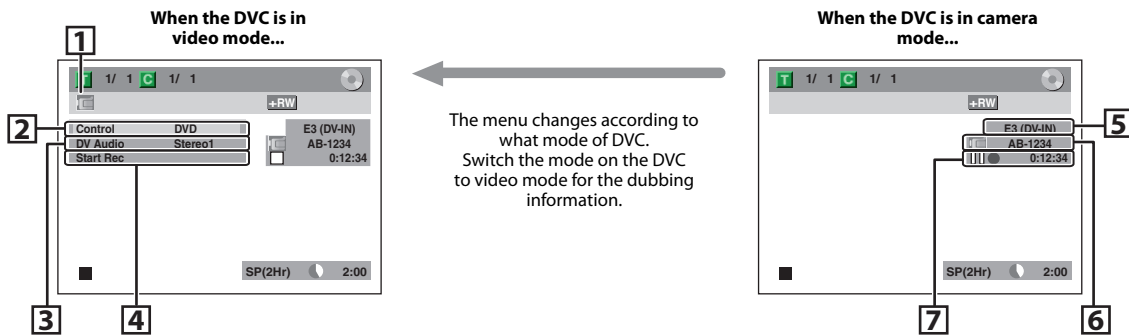 When the DVC is in
video mode...
1
T 1/ 1 C 1/ 1
+RW
2
Control DVD
DV Audio Stereo1
Start Rec
E3 (DV-IN)
AB-1234
0:12:34
SP(2Hr) 2:00
3
4
The menu changes according to
what mode of DVC.
Switch the mode on the DVC
to video mode for the dubbing
information.
When the DVC is in camera
mode...
T 1/ 1 C 1/ 1
+RW
E3 (DV-IN)
5
AB-1234
0:12:34
SP(2Hr) 2:00
7
6